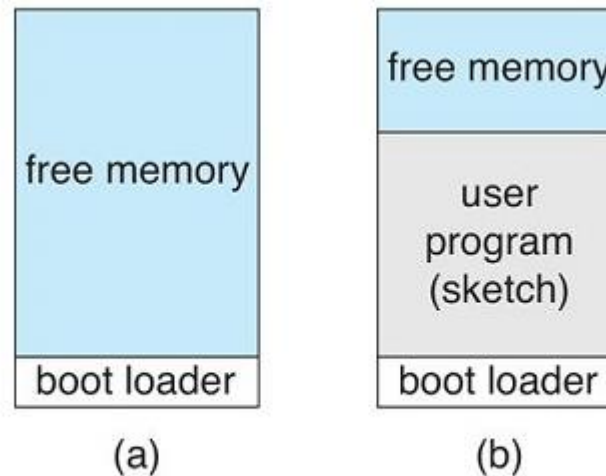 free memory
boot loader
(a)
free memory
user
program
(sketch)
boot loader
(b)